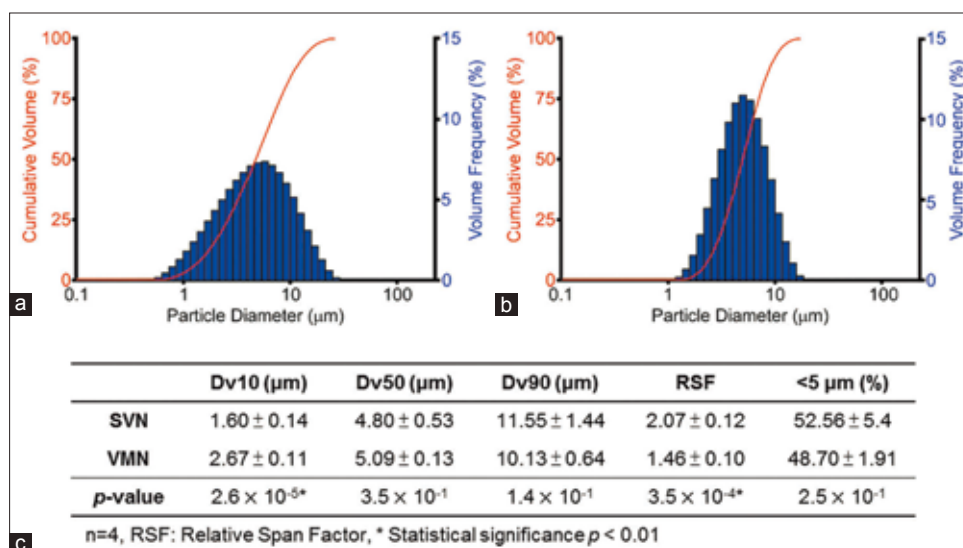 100
75
50
25
0
Cumulative Volume (%)
15
10
5
0
Volume Frequency (%)
0.1 1 10 100
Particle Diameter (μm)
a
100
75
50
25
0
Cumulative Volume (%)
15
10
5
0
Volume Frequency (%)
0.1 1 10 100
Particle Diameter (μm)
b
Dv10 (μm) Dv50 (μm) Dv90 (μm) RSF <5 μm (%)
SVN 1.60 ± 0.14 4.80 ± 0.53 11.55 ± 1.44 2.07 ± 0.12 52.56 ± 5.4
VMN 2.67 ± 0.11 5.09 ± 0.13 10.13 ± 0.64 1.46 ± 0.10 48.70 ± 1.91
p-value 2.6 × 10⁻⁵* 3.5 × 10⁻¹ 1.4 × 10⁻¹ 3.5 × 10⁻⁴* 2.5 × 10⁻¹
n=4, RSF: Relative Span Factor, * Statistical significance p < 0.01
c